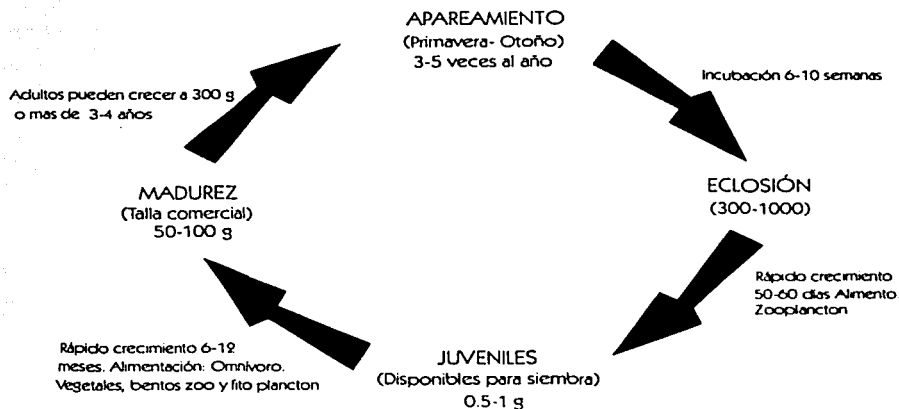 APAREAMIENTO
(Primavera- Otoño)
3-5 veces al año
Incubación 6-10 semanas
ECLOSIÓN
(300-1000)
Rápido crecimiento
50-60 días Alimento.
Zooplancton
JUVENILES
(Disponibles para siembra)
0.5-1 g
Rápido crecimiento 6-12
meses. Alimentación: Omnívoro.
Vegetales, bentos zoo y fito plancton
MADUREZ
(Talla comercial)
50-100 g
Adultos pueden crecer a 300 g
o mas de 3-4 años